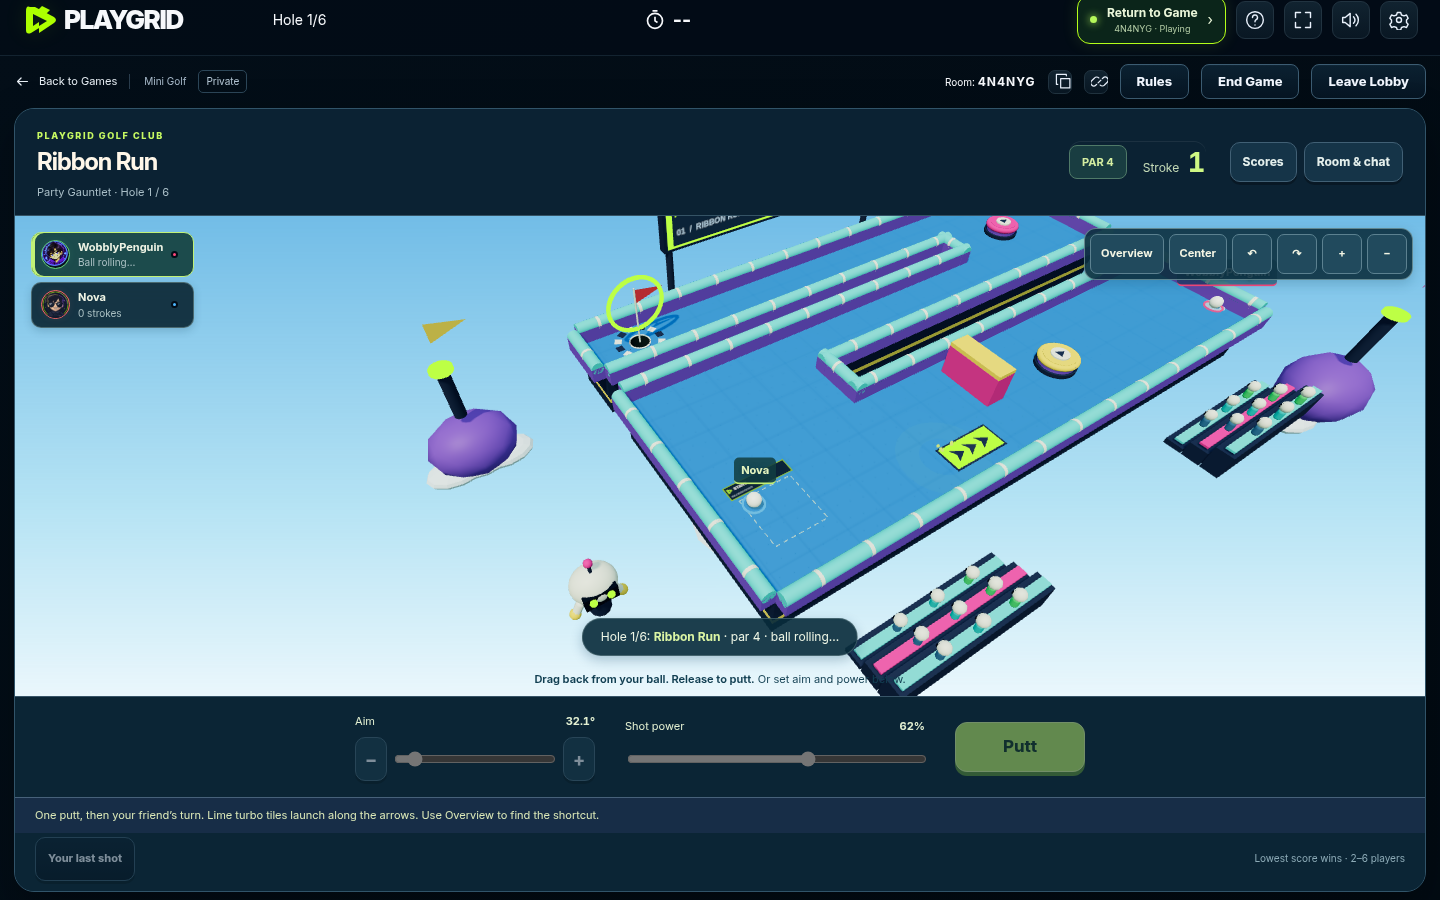 PLAYGRID
Hole 1/6
--
Return to Game
4N4NYG · Playing
Back to Games
Mini Golf
Private
Room: 4N4NYG
Rules
End Game
Leave Lobby
PLAYGRID GOLF CLUB
Ribbon Run
Party Gauntlet · Hole 1 / 6
PAR 4
Stroke 1
Scores
Room & chat
WobblyPenguin
Ball rolling...
Nova
0 strokes
01 / RIBBON
Overview
Center
Nova
Hole 1/6: Ribbon Run · par 4 · ball rolling...
Drag back from your ball. Release to putt. Or set aim and power below.
Aim
32.1°
Shot power
62%
Putt
One putt, then your friend's turn. Lime turbo tiles launch along the arrows. Use Overview to find the shortcut.
Your last shot
Lowest score wins · 2–6 players